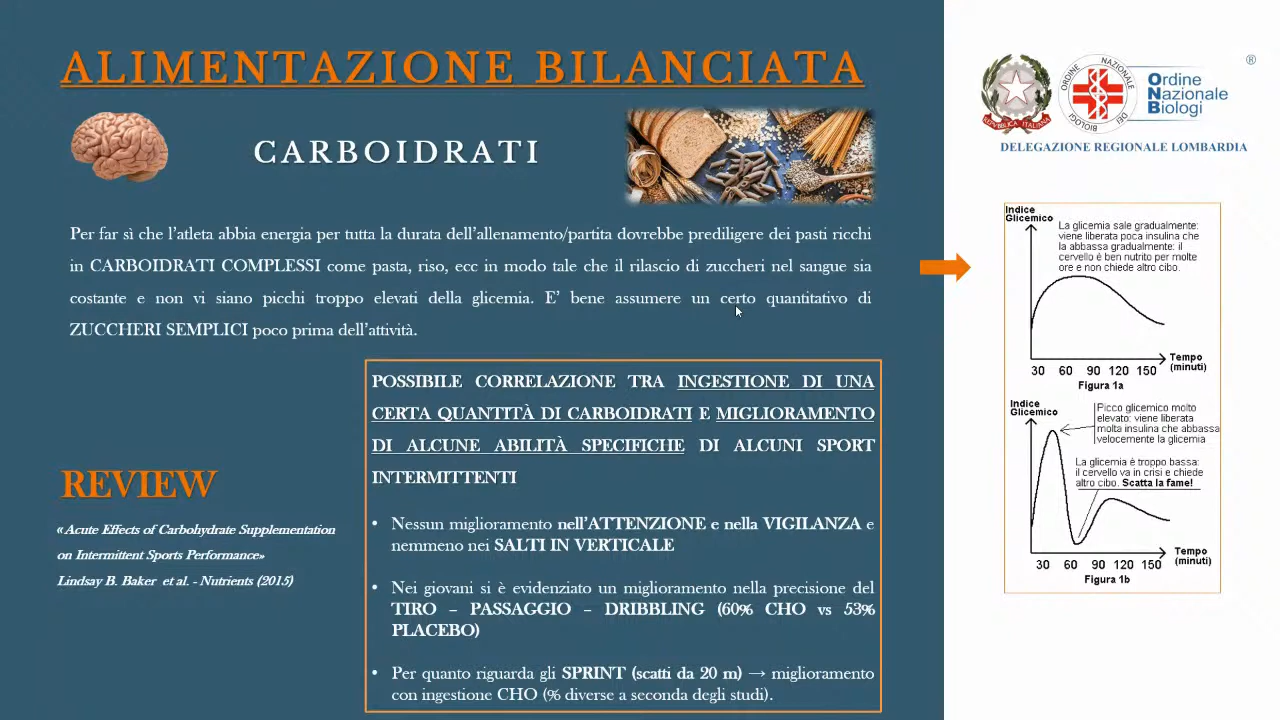 ALIMENTAZIONE BILANCIATA
CARBOIDRATI
Per far sì che l'atleta abbia energia per tutta la durata dell'allenamento/partita dovrebbe prediligere dei pasti ricchi
in CARBOIDRATI COMPLESSI come pasta, riso, ecc in modo tale che il rilascio di zuccheri nel sangue sia
costante e non vi siano picchi troppo elevati della glicemia. E' bene assumere un certo quantitativo di
ZUCCHERI SEMPLICI poco prima dell'attività.
POSSIBILE CORRELAZIONE TRA INGESTIONE DI UNA
CERTA QUANTITÀ DI CARBOIDRATI E MIGLIORAMENTO
DI ALCUNE ABILITÀ SPECIFICHE DI ALCUNI SPORT
INTERMITTENTI
• Nessun miglioramento nell'ATTENZIONE e nella VIGILANZA e
nemmeno nei SALTI IN VERTICALE
• Nei giovani si è evidenziato un miglioramento nella precisione del
TIRO – PASSAGGIO – DRIBBLING (60% CHO vs 53%
PLACEBO)
• Per quanto riguarda gli SPRINT (scatti da 20 m) → miglioramento
con ingestione CHO (% diverse a seconda degli studi).
REVIEW
«Acute Effects of Carbohydrate Supplementation
on Intermittent Sports Performance»
Lindsay B. Baker et al. - Nutrients (2015)
REPVBBLICA ITALIANA
ORDINE NAZIONALE DEI BIOLOGI
Ordine
Nazionale
Biologi
®
DELEGAZIONE REGIONALE LOMBARDIA
Indice
Glicemico
La glicemia sale gradualmente:
viene liberata poca insulina che
la abbassa gradualmente: il
cervello è ben nutrito per molte
ore e non chiede altro cibo.
Tempo
(minuti)
30 60 90 120 150
Figura 1a
Indice
Glicemico
Picco glicemico molto
elevato: viene liberata
molta insulina che abbassa
velocemente la glicemia
La glicemia è troppo bassa:
il cervello va in crisi e chiede
altro cibo. Scatta la fame!
Tempo
(minuti)
30 60 90 120 150
Figura 1b